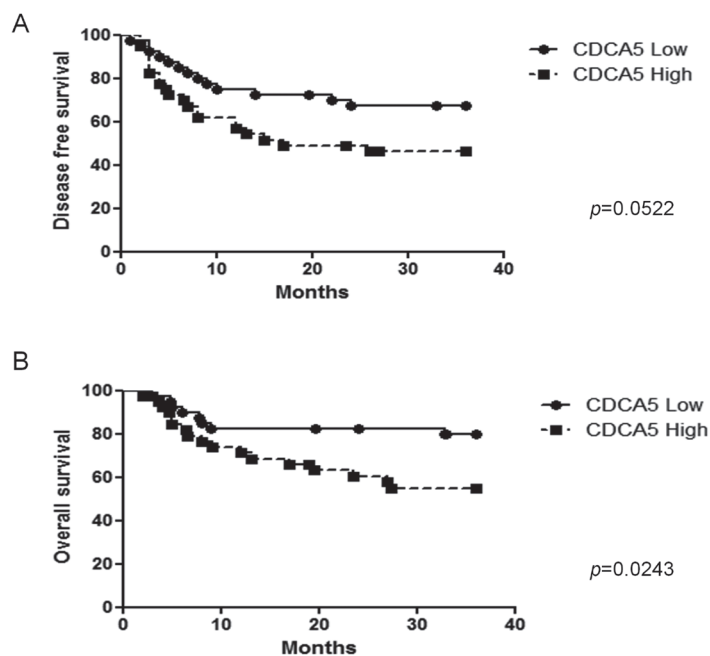 A
Disease free survival
100
80
60
40
20
0
0 10 20 30 40
Months
CDCA5 Low
CDCA5 High
p=0.0522
B
Overall survival
100
80
60
40
20
0
0 10 20 30 40
Months
CDCA5 Low
CDCA5 High
p=0.0243